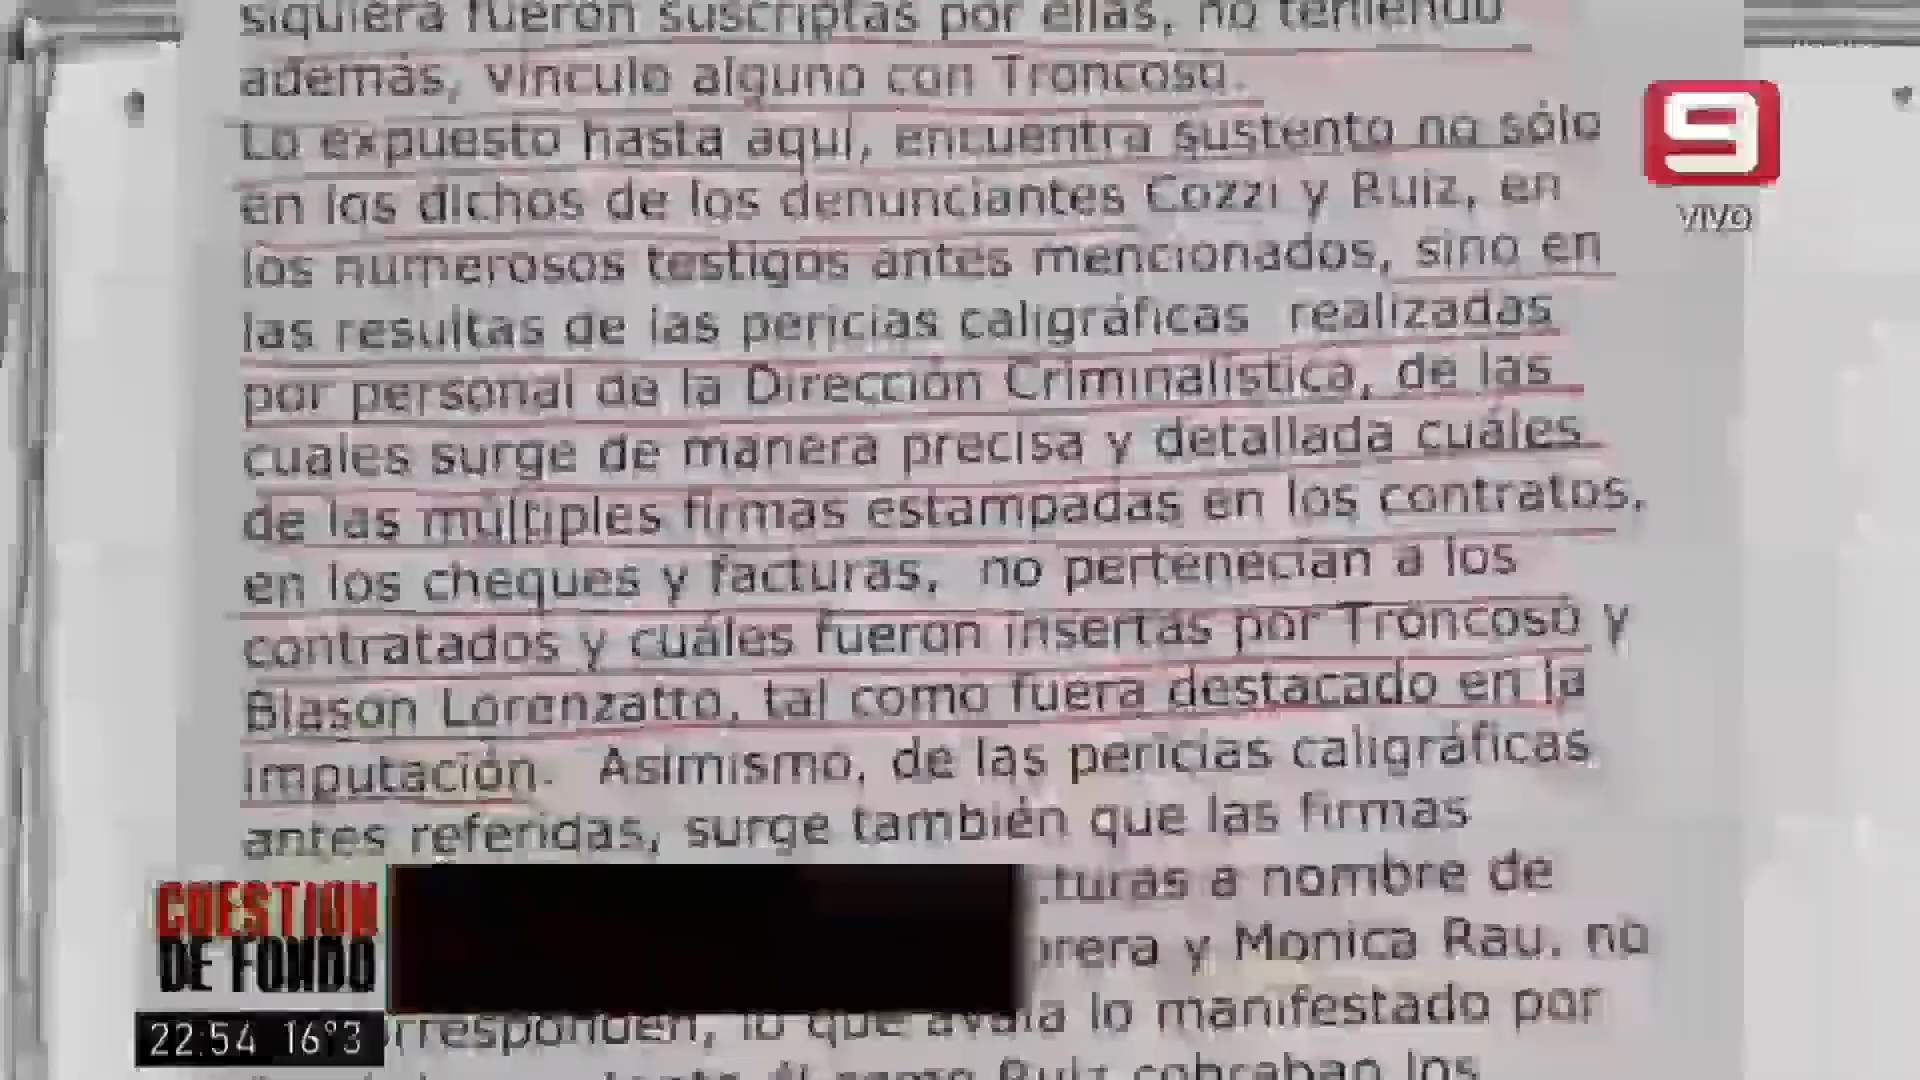 siquiera fueron suscriptas por ellas, no teniendo
además, vínculo alguno con Troncoso.
Lo expuesto hasta aquí, encuentra sustento no sólo
en los dichos de los denunciantes Cozzi y Ruiz, en
los numerosos testigos antes mencionados, sino en
las resultas de las pericias caligráficas realizadas
por personal de la Dirección Criminalística, de las
cuales surge de manera precisa y detallada cuáles
de las múltiples firmas estampadas en los contratos,
en los cheques y facturas, no pertenecían a los
contratados y cuáles fueron insertas por Troncoso y
Blason Lorenzatto, tal como fuera destacado en la
imputación. Asimismo, de las pericias caligráficas
antes referidas, surge también que las firmas
turas a nombre de
rera y Monica Rau, no
rresponden, lo que avala lo manifestado por
Ruiz cobraban los
9
VIVO
CUESTION
DE FONDO
22:54 16°3